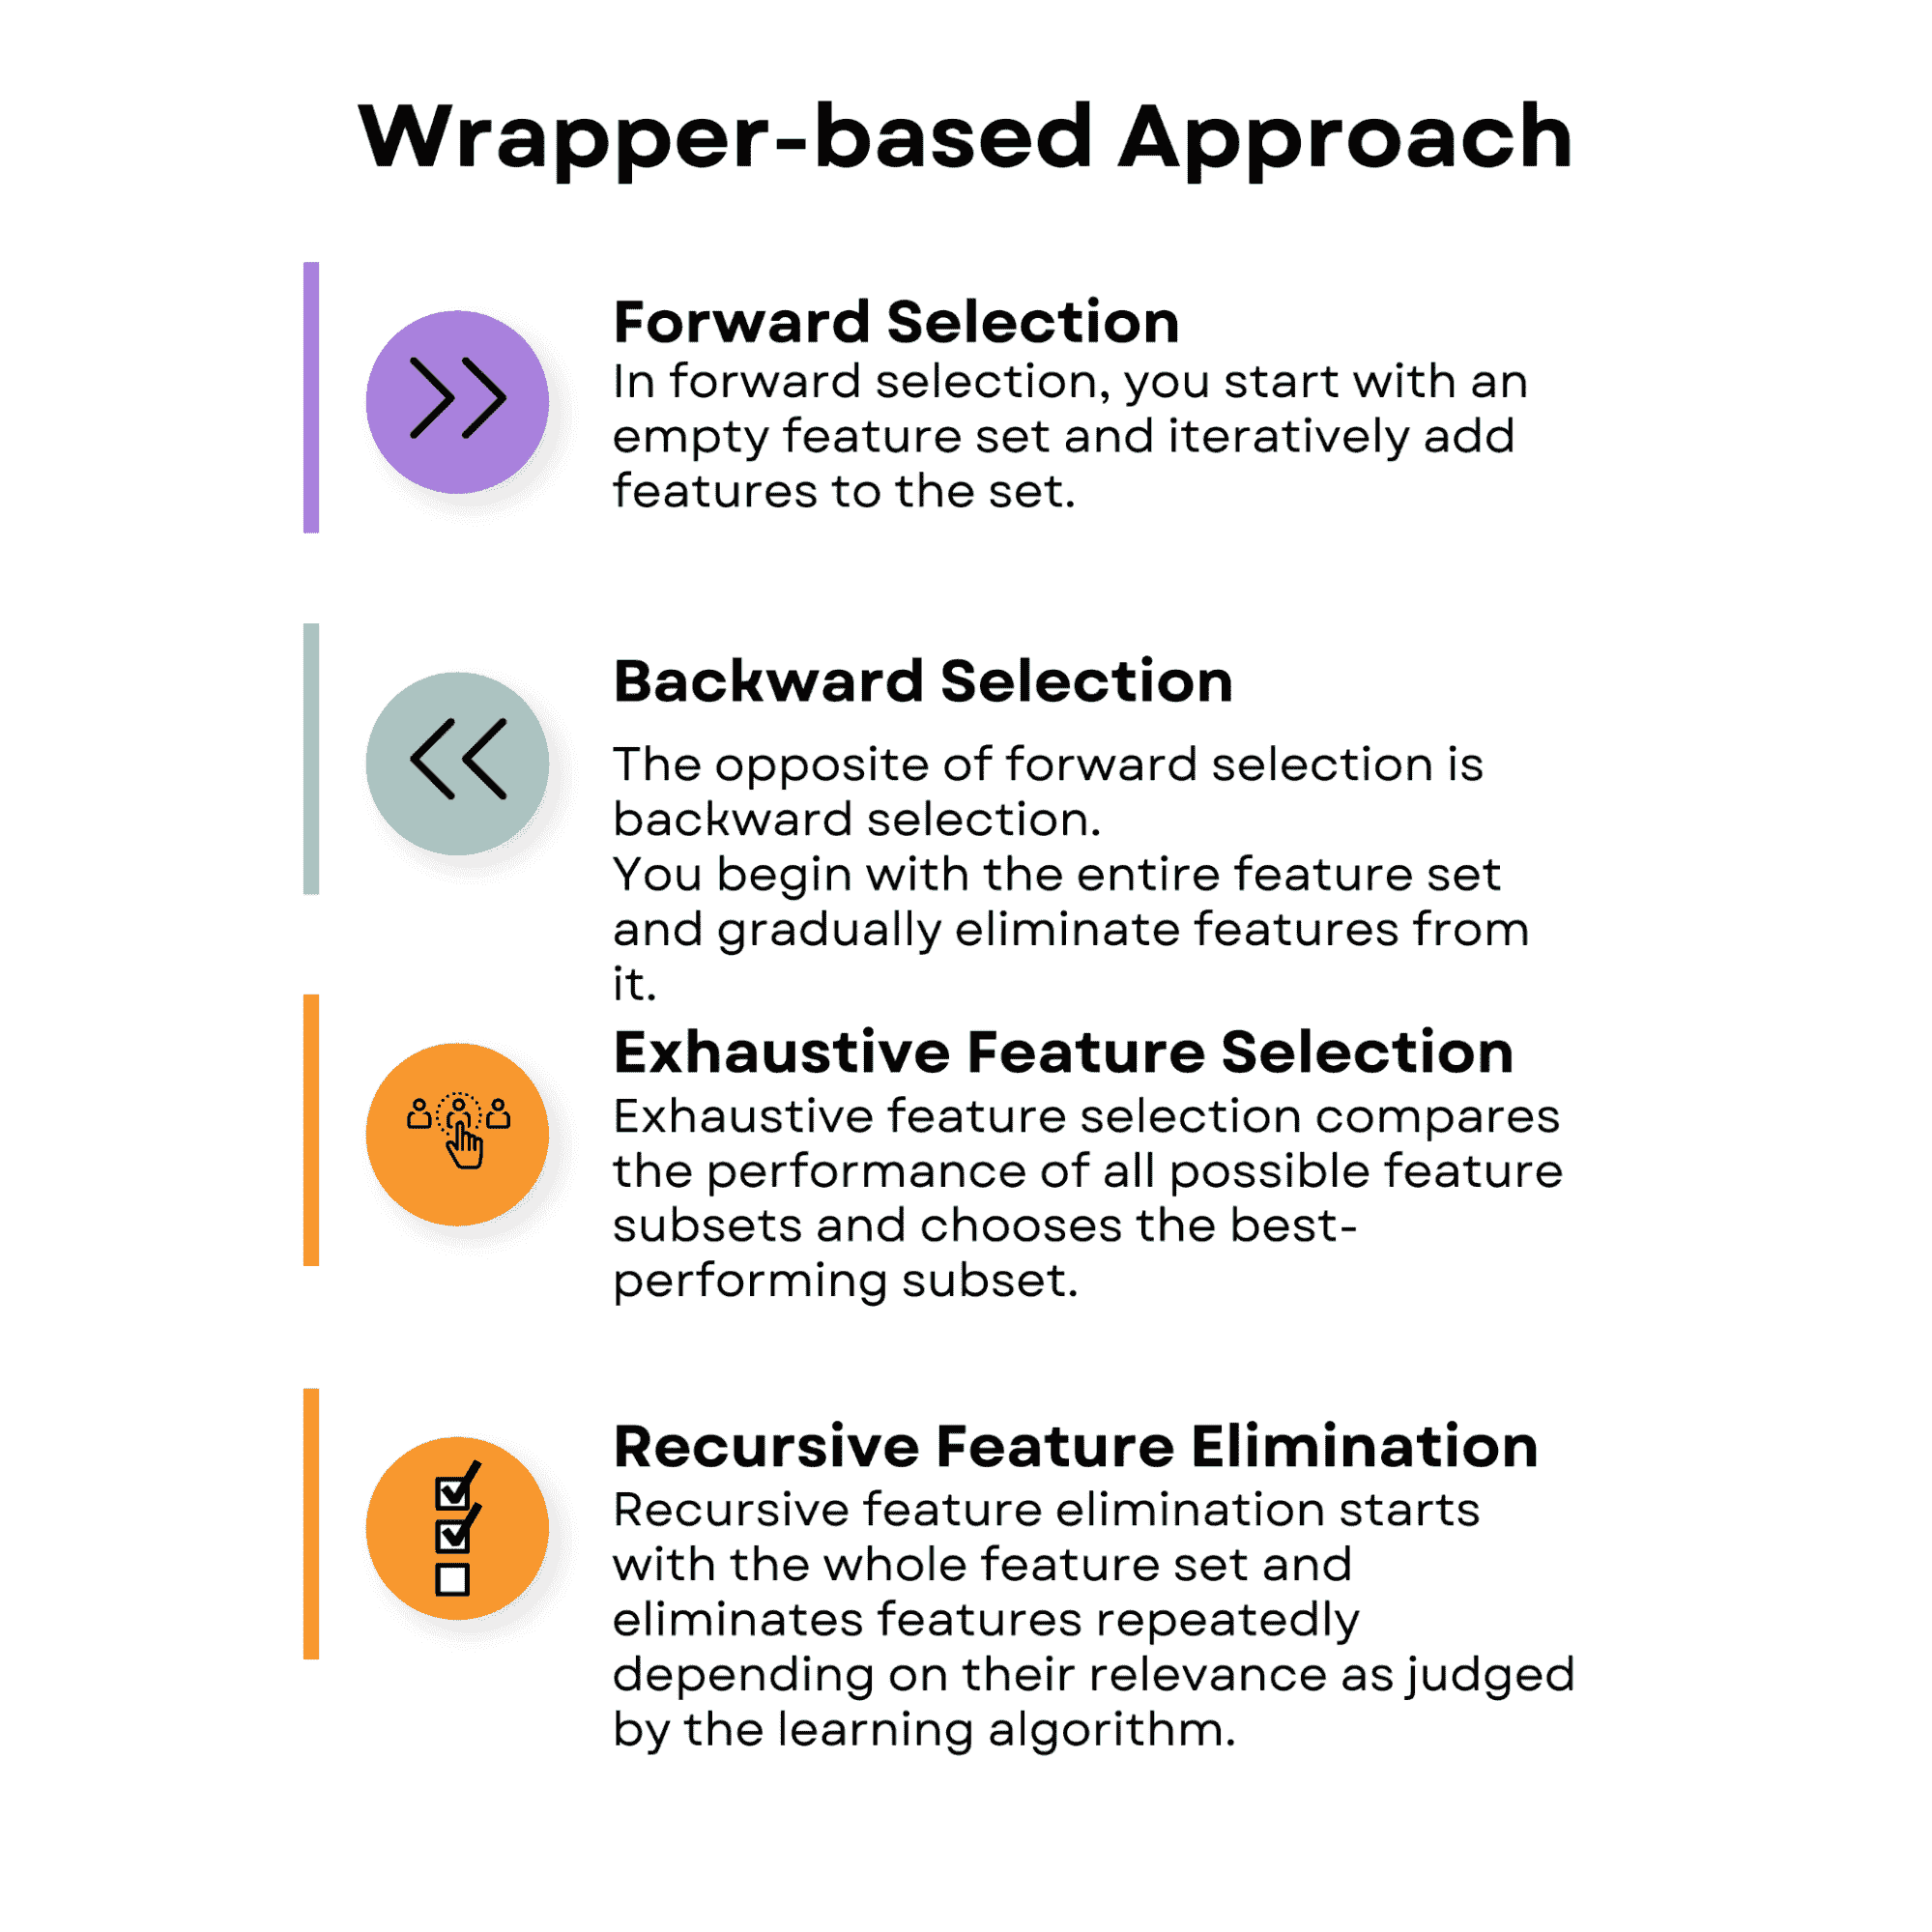 Wrapper-based Approach
Forward Selection
In forward selection, you start with an
empty feature set and iteratively add
features to the set.
Backward Selection
The opposite of forward selection is
backward selection.
You begin with the entire feature set
and gradually eliminate features from
it.
Exhaustive Feature Selection
Exhaustive feature selection compares
the performance of all possible feature
subsets and chooses the best-
performing subset.
Recursive Feature Elimination
Recursive feature elimination starts
with the whole feature set and
eliminates features repeatedly
depending on their relevance as judged
by the learning algorithm.